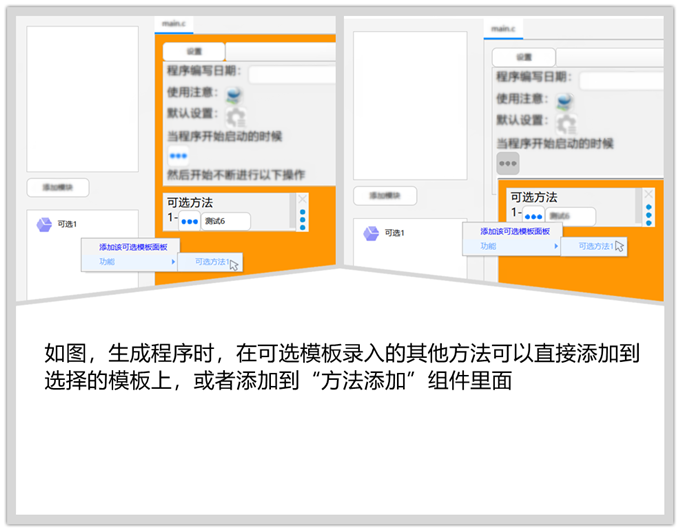 main.c
设置
程序编写日期：
使用注意：
默认设置：
当程序开始启动的时候
然后开始不断进行以下操作
添加模块
可选方法
1-
测试6
可选1
添加该可选模板面板
功能
可选方法1
main.c
设置
程序编写日期：
使用注意：
默认设置：
当程序开始启动的时候
添加模块
可选方法
1-
测试6
可选1
添加该可选模板面板
功能
可选方法1
如图，生成程序时，在可选模板录入的其他方法可以直接添加到
选择的模板上，或者添加到“方法添加”组件里面